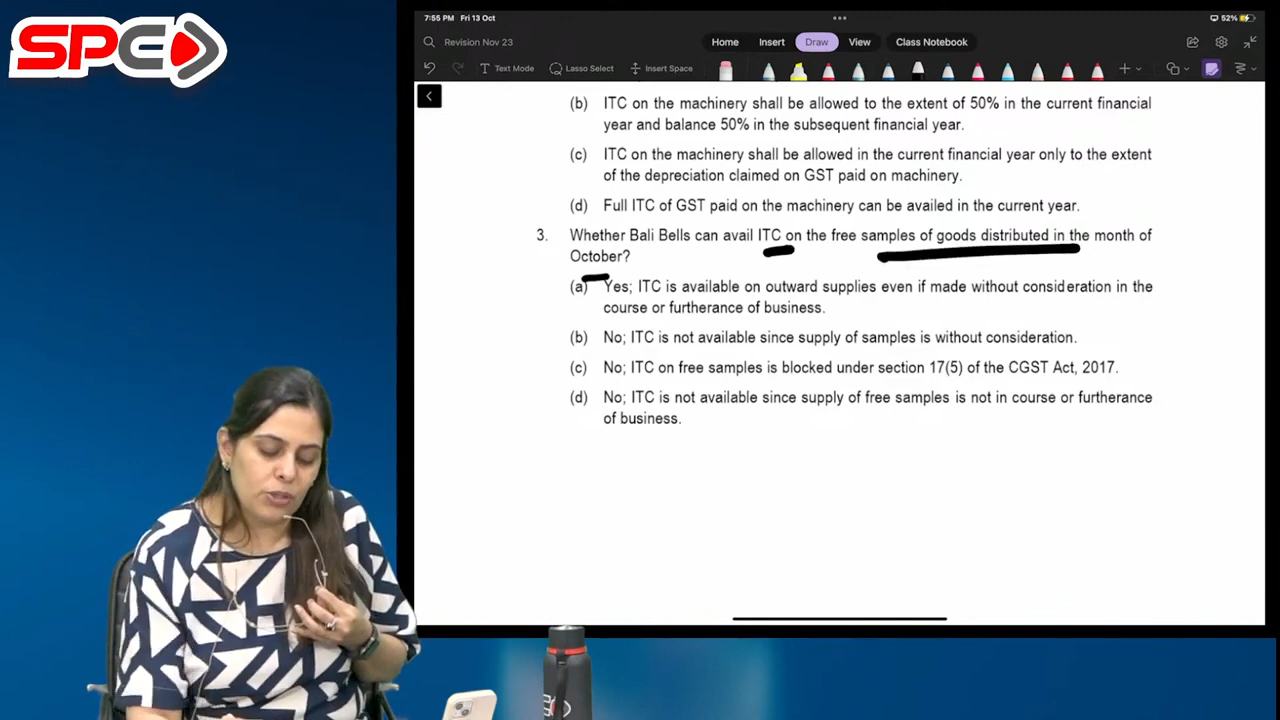 SPC
7:55 PM Fri 13 Oct
52%
Revision Nov 23
Home Insert Draw View Class Notebook
Text Mode
Lasso Select
Insert Space
(b) ITC on the machinery shall be allowed to the extent of 50% in the current financial
year and balance 50% in the subsequent financial year.
(c) ITC on the machinery shall be allowed in the current financial year only to the extent
of the depreciation claimed on GST paid on machinery.
(d) Full ITC of GST paid on the machinery can be availed in the current year.
3. Whether Bali Bells can avail ITC on the free samples of goods distributed in the month of
October?
(a) Yes; ITC is available on outward supplies even if made without consideration in the
course or furtherance of business.
(b) No; ITC is not available since supply of samples is without consideration.
(c) No; ITC on free samples is blocked under section 17(5) of the CGST Act, 2017.
(d) No; ITC is not available since supply of free samples is not in course or furtherance
of business.